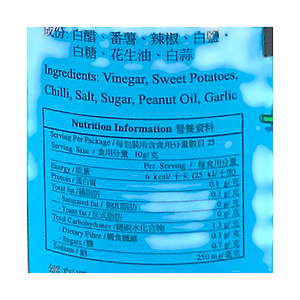 成份: 白醋、番薯、辣椒、白鹽、
白糖、花生油、白蒜
Ingredients: Vinegar, Sweet Potatoes,
Chilli, Salt, Sugar, Peanut Oil, Garlic
Nutrition Information 營養資料
Serving Per Package / 每包裝所含食用分量數目 25
Serving Size / 食用分量 10g/克
Per Serving / 每食用分量
Energy / 能量 6 kcal / 千卡 (25 kJ / 千焦)
Protein / 蛋白質 0.1 g/克
Total fat / 總脂肪 0.1 g/克
- Saturated fat / 飽和脂肪 0 g/克
- Trans fat / 反式脂肪 0 g/克
Total Carbohydrates / 總碳水化合物 1.3 g/克
- Dietary Fibre / 膳食纖維 0.3 g/克
- Sugars / 糖 0.7 g/克
Sodium / 鈉 250 mg/毫克